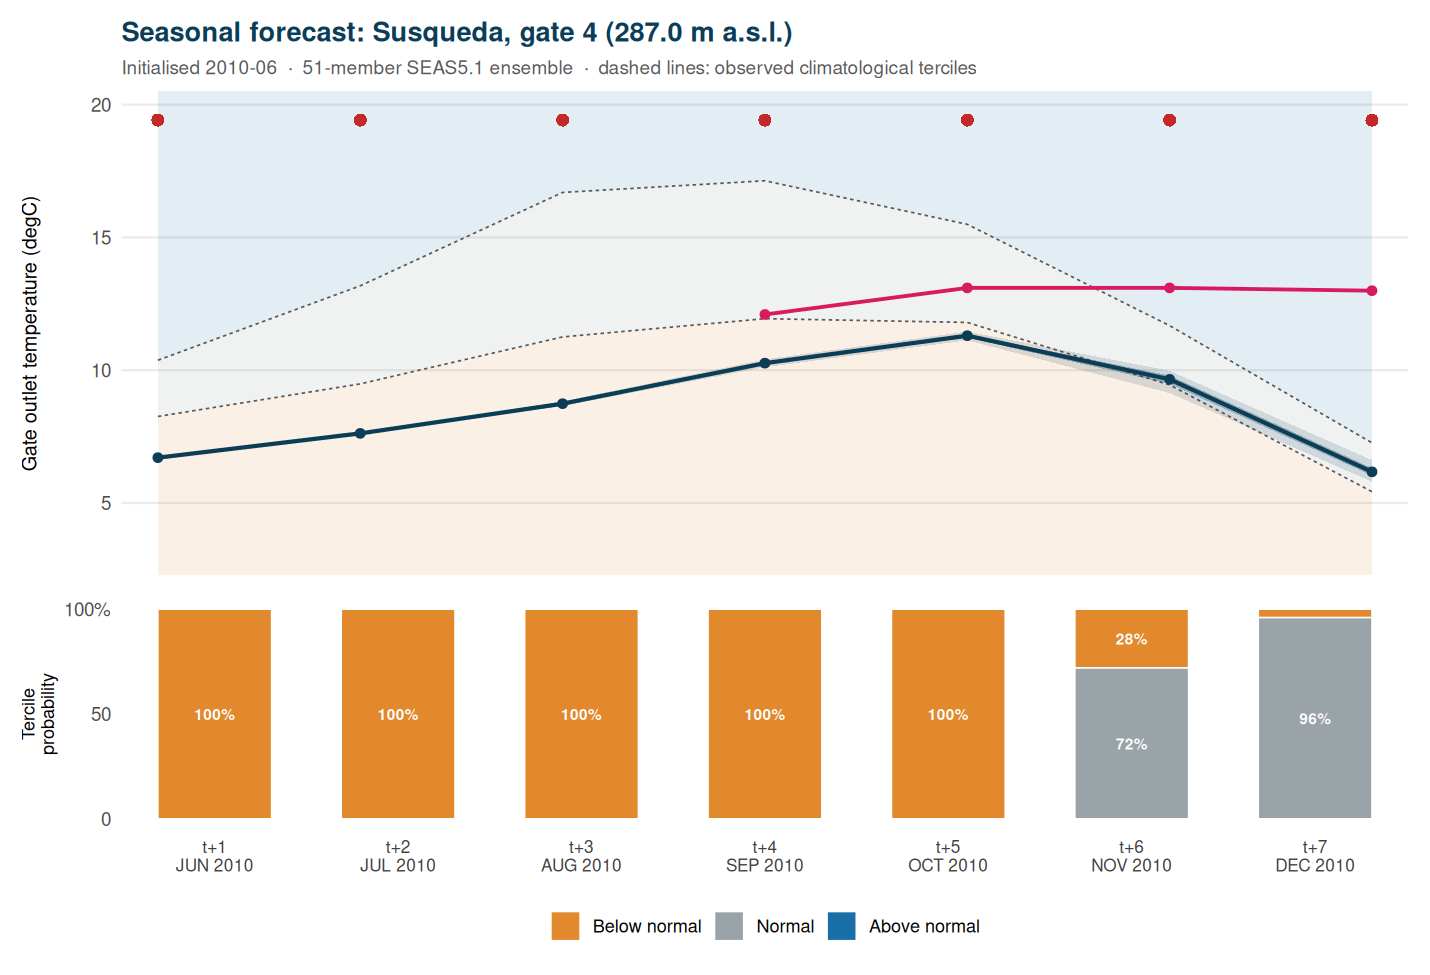 Seasonal forecast: Susqueda, gate 4 (287.0 m a.s.l.)
Initialised 2010-06 · 51-member SEAS5.1 ensemble · dashed lines: observed climatological terciles
Gate outlet temperature (degC)
20
15
10
5
Tercile
probability
100%
50
0
100%
100%
100%
100%
100%
28%
72%
96%
t+1
JUN 2010
t+2
JUL 2010
t+3
AUG 2010
t+4
SEP 2010
t+5
OCT 2010
t+6
NOV 2010
t+7
DEC 2010
Below normal
Normal
Above normal